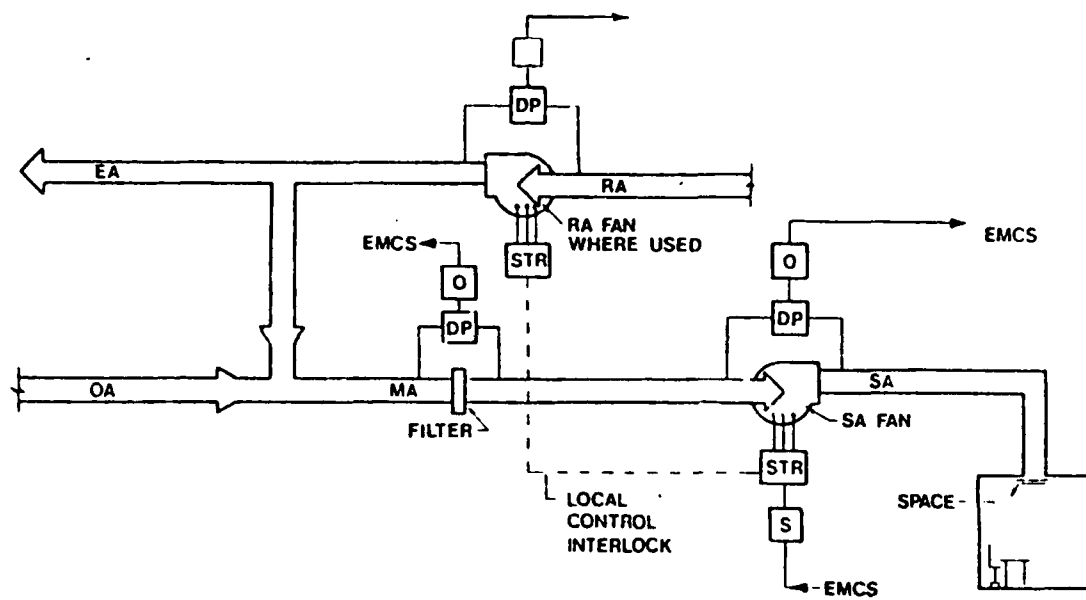 DP
EA
RA
RA FAN
WHERE USED
EMCS
STR
O
DP
O
EMCS
DP
OA
MA
FILTER
SA
SA FAN
STR
LOCAL
CONTROL
INTERLOCK
S
EMCS
SPACE